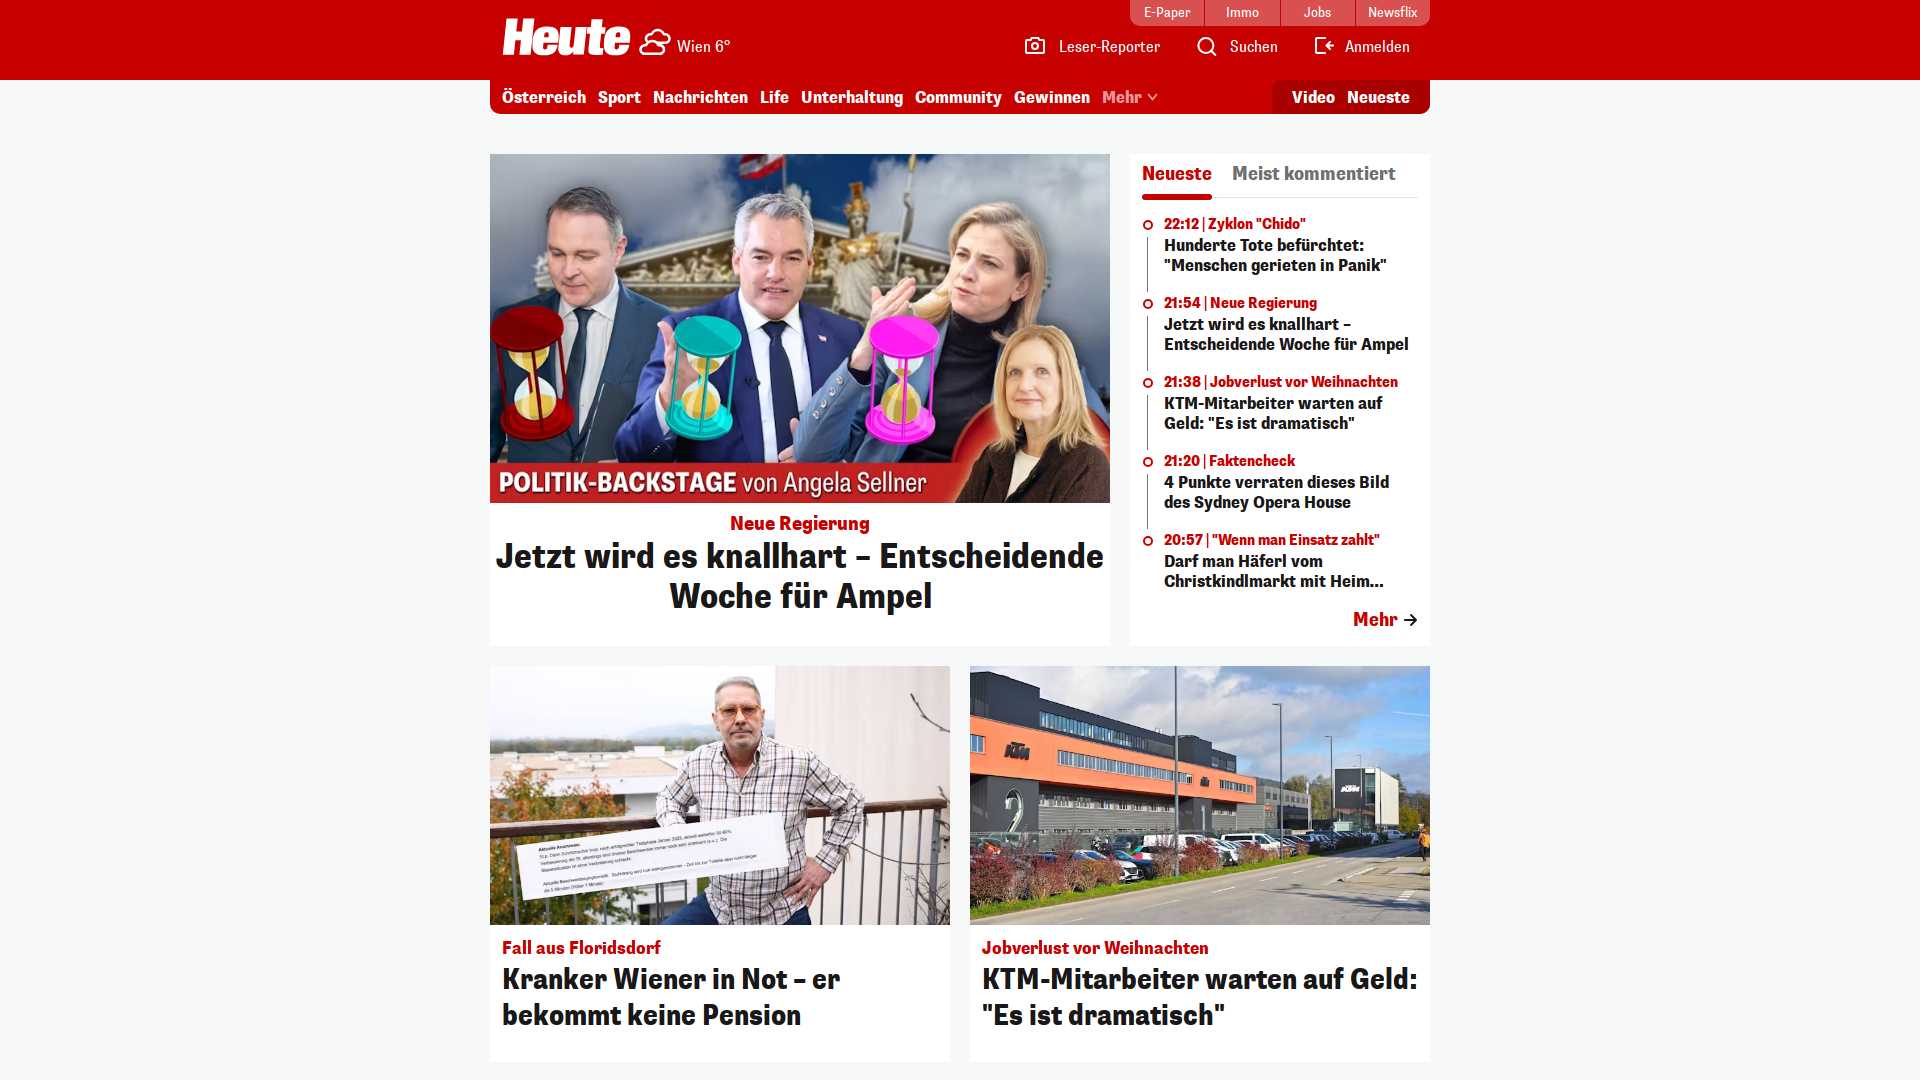 E-Paper
Immo
Jobs
Newsflix
Heute
Wien 6°
Leser-Reporter
Suchen
Anmelden
Österreich
Sport
Nachrichten
Life
Unterhaltung
Community
Gewinnen
Mehr
Video
Neueste
POLITIK-BACKSTAGE von Angela Sellner
Neue Regierung
Jetzt wird es knallhart – Entscheidende
Woche für Ampel
Neueste
Meist kommentiert
22:12 | Zyklon "Chido"
Hunderte Tote befürchtet:
"Menschen gerieten in Panik"
21:54 | Neue Regierung
Jetzt wird es knallhart –
Entscheidende Woche für Ampel
21:38 | Jobverlust vor Weihnachten
KTM-Mitarbeiter warten auf
Geld: "Es ist dramatisch"
21:20 | Faktencheck
4 Punkte verraten dieses Bild
des Sydney Opera House
20:57 | "Wenn man Einsatz zahlt"
Darf man Häferl vom
Christkindlmarkt mit Heim...
Mehr
Fall aus Floridsdorf
Kranker Wiener in Not – er
bekommt keine Pension
KTM
2
Jobverlust vor Weihnachten
KTM-Mitarbeiter warten auf Geld:
"Es ist dramatisch"